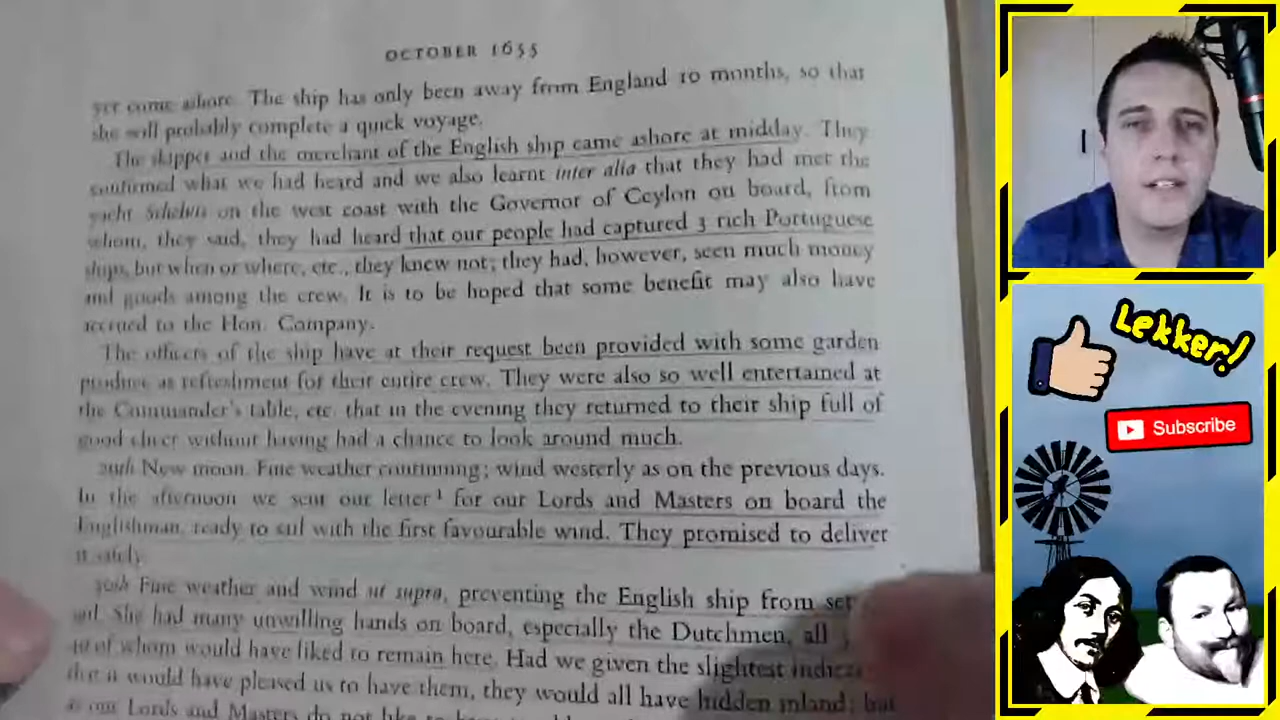 OCTOBER 1655
yet come ashore. The ship has only been away from England 10 months, so that
she will probably complete a quick voyage.
The skipper and the merchant of the English ship came ashore at midday. They
confirmed what we had heard and we also learnt inter alia that they had met the
yacht on the west coast with the Governor of Ceylon on board, from
whom, they said, they had heard that our people had captured 3 rich Portuguese
ships, but when or where, etc., they knew not; they had, however, seen much money
and goods among the crew. It is to be hoped that some benefit may also have
accrued to the Hon. Company.
The officers of the ship have at their request been provided with some garden
produce as refreshment for their entire crew. They were also so well entertained at
the Commander's table, etc. that in the evening they returned to their ship full of
good cheer without having had a chance to look around much.
29th New moon. Fine weather continuing; wind westerly as on the previous days.
In the afternoon we sent our letter¹ for our Lords and Masters on board the
Englishman, ready to sail with the first favourable wind. They promised to deliver
it safely.
30th Fine weather and wind ut supra, preventing the English ship from
sail. She had many unwilling hands on board, especially the Dutchmen, all
of whom would have liked to remain here. Had we given the slightest
that it would have pleased us to have them, they would all have hidden inland; but
as our Lords and Masters do not like to
Lekker!
Subscribe